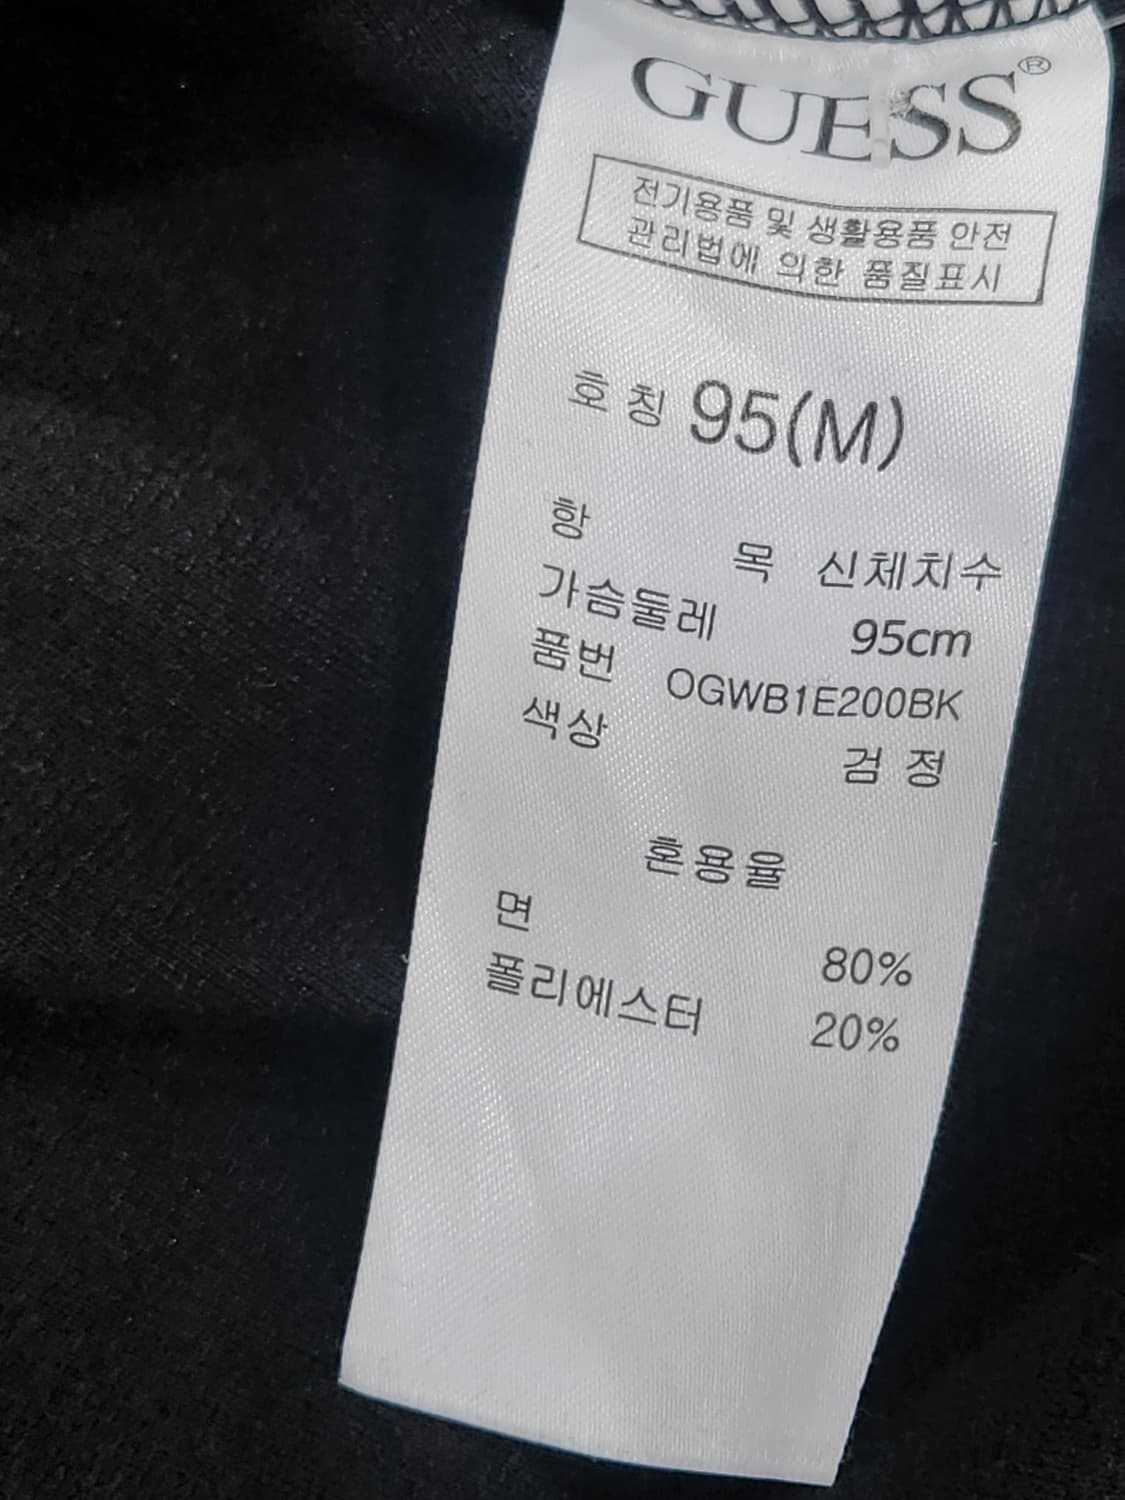 GUESS®
전기용품 및 생활용품 안전
관리법에 의한 품질표시
호칭 95(M)
항 목 신체치수
가슴둘레 95cm
품번 OGWB1E200BK
색상 검정
혼용율
면 80%
폴리에스터 20%